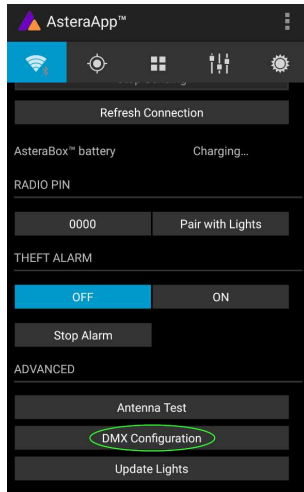 AsteraApp™
Refresh Connection
AsteraBox™ battery Charging...
RADIO PIN
0000 Pair with Lights
THEFT ALARM
OFF ON
Stop Alarm
ADVANCED
Antenna Test
DMX Configuration
Update Lights